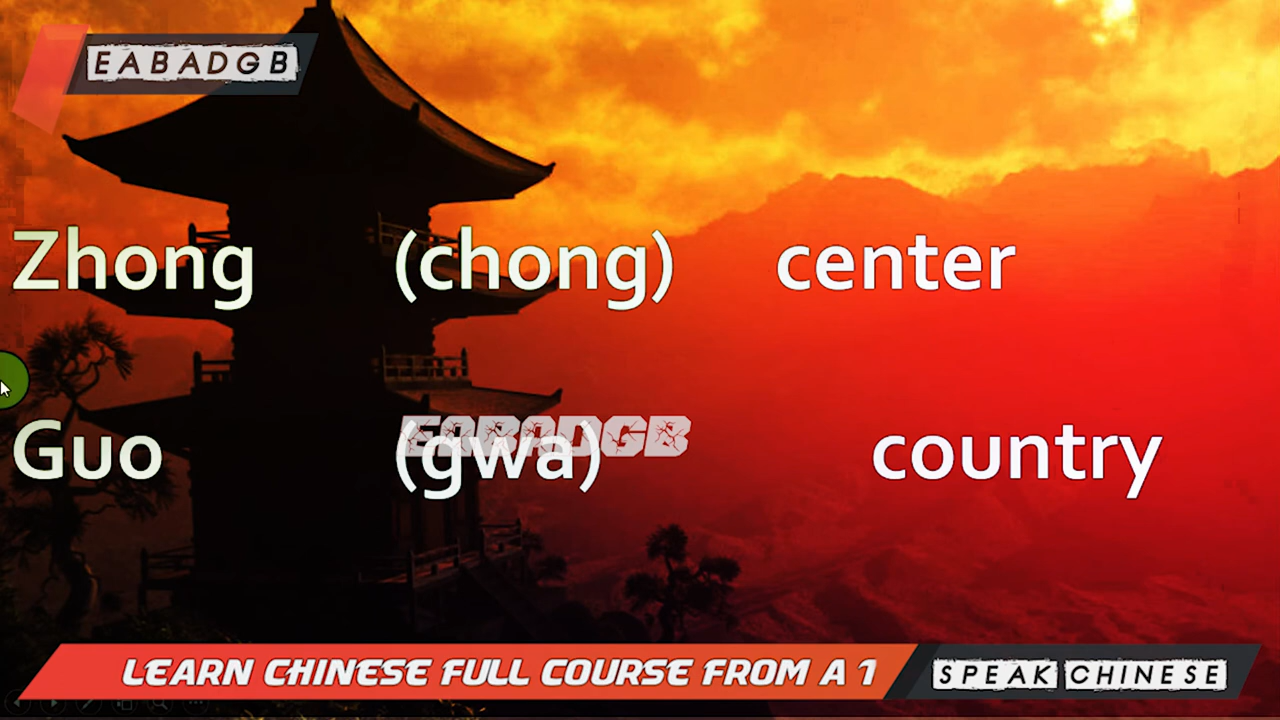 EABADGB
Zhong (chong) center
EABADGB
Guo (gwa) country
LEARN CHINESE FULL COURSE FROM A 1
SPEAK CHINESE